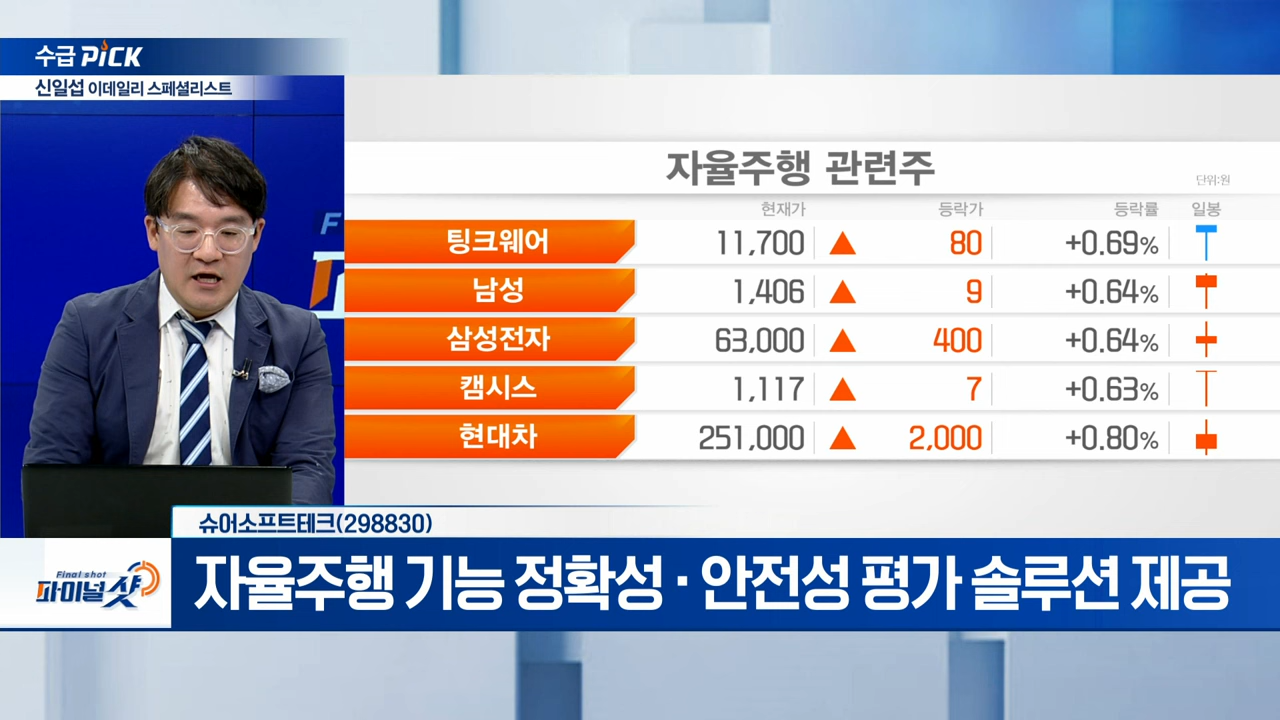 수급 PiCK
신일섭 이데일리 스페셜리스트
자율주행 관련주
단위:원
현재가 등락가 등락률 일봉
팅크웨어 11,700 ▲ 80 +0.69%
남성 1,406 ▲ 9 +0.64%
삼성전자 63,000 ▲ 400 +0.64%
캠시스 1,117 ▲ 7 +0.63%
현대차 251,000 ▲ 2,000 +0.80%
슈어소프트테크(298830)
Final shot
파이널샷
자율주행 기능 정확성·안전성 평가 솔루션 제공